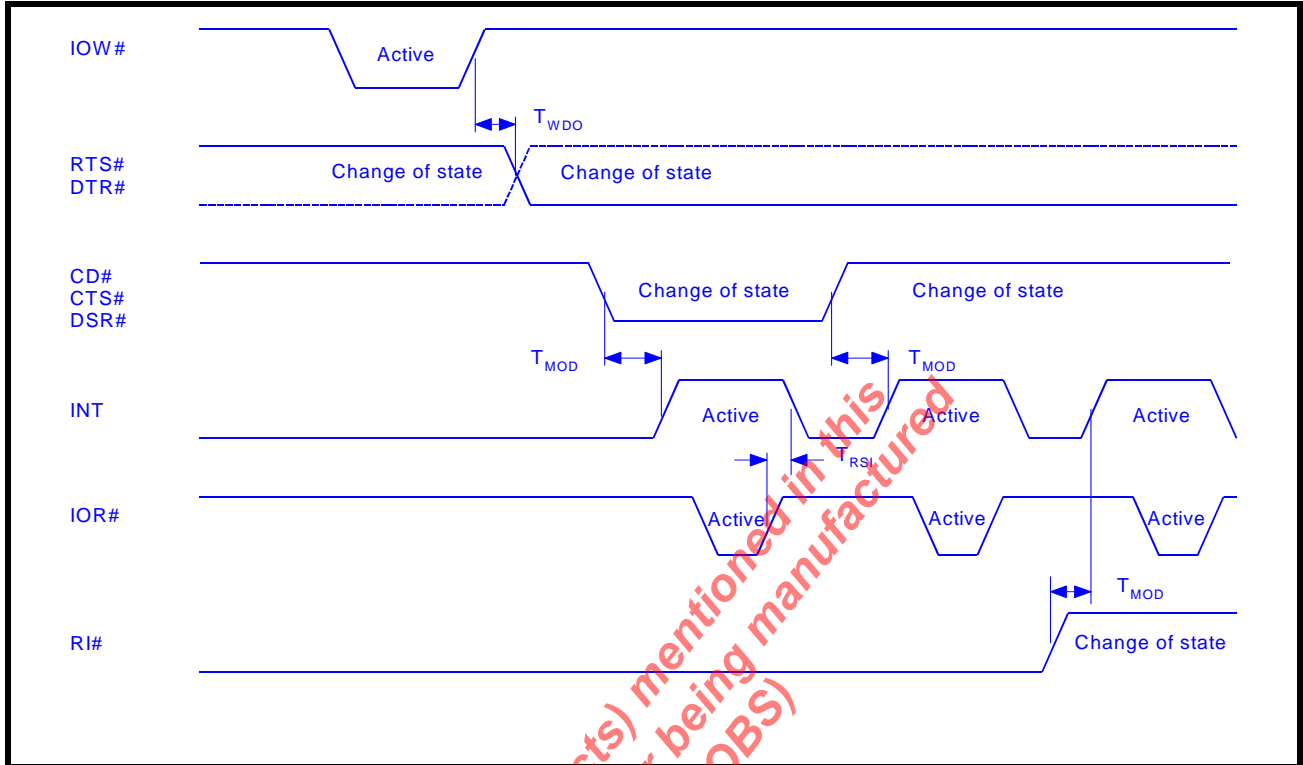 IOW#
Active
TWDO
RTS#
DTR#
Change of state
Change of state
CD#
CTS#
DSR#
Change of state
Change of state
TMOD
TMOD
INT
Active
Active
Active
TRSI
IOR#
Active
Active
Active
TMOD
RI#
Change of state
cts) mentioned in this
being manufactured
OBS)